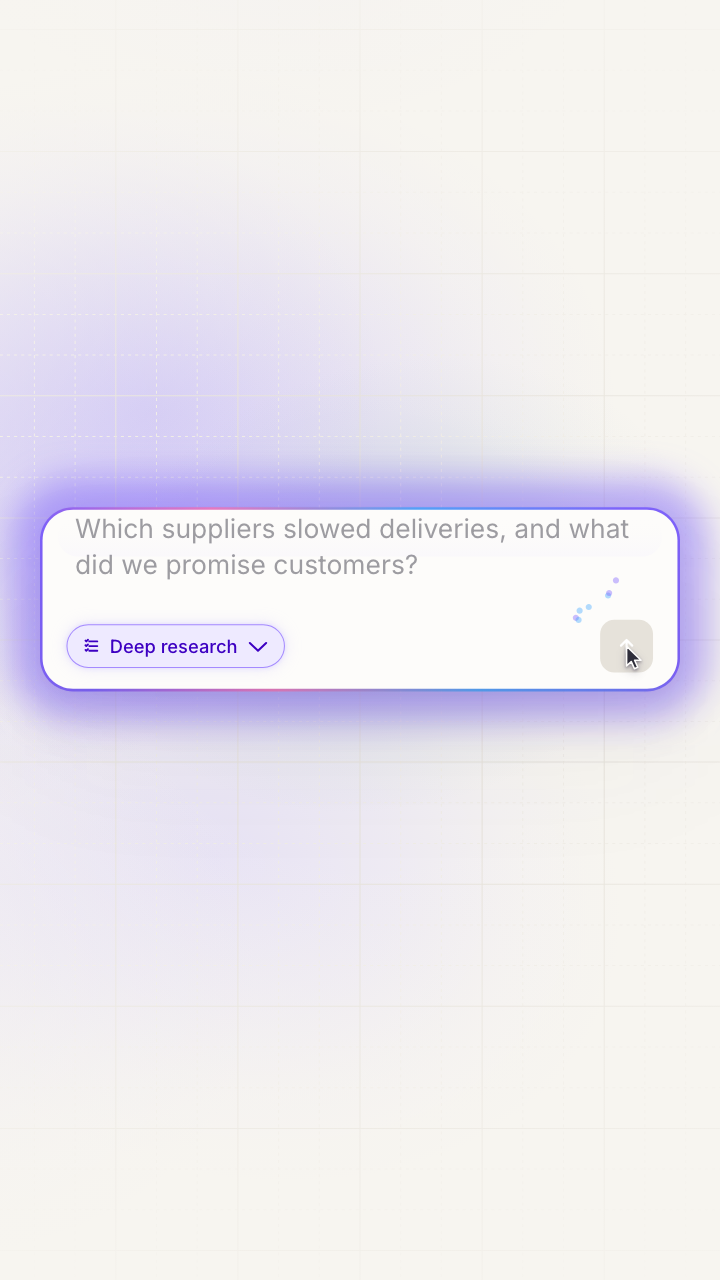 Which suppliers slowed deliveries, and what
did we promise customers?
Deep research